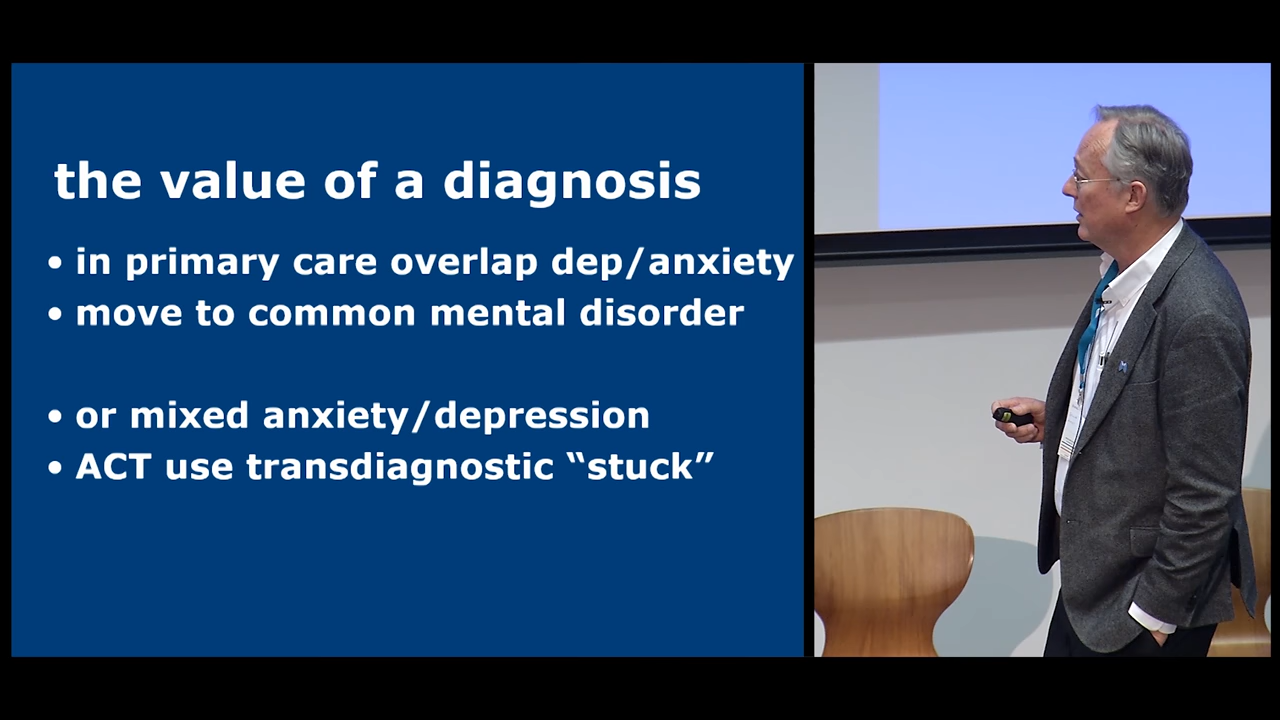 the value of a diagnosis
• in primary care overlap dep/anxiety
• move to common mental disorder
• or mixed anxiety/depression
• ACT use transdiagnostic “stuck”